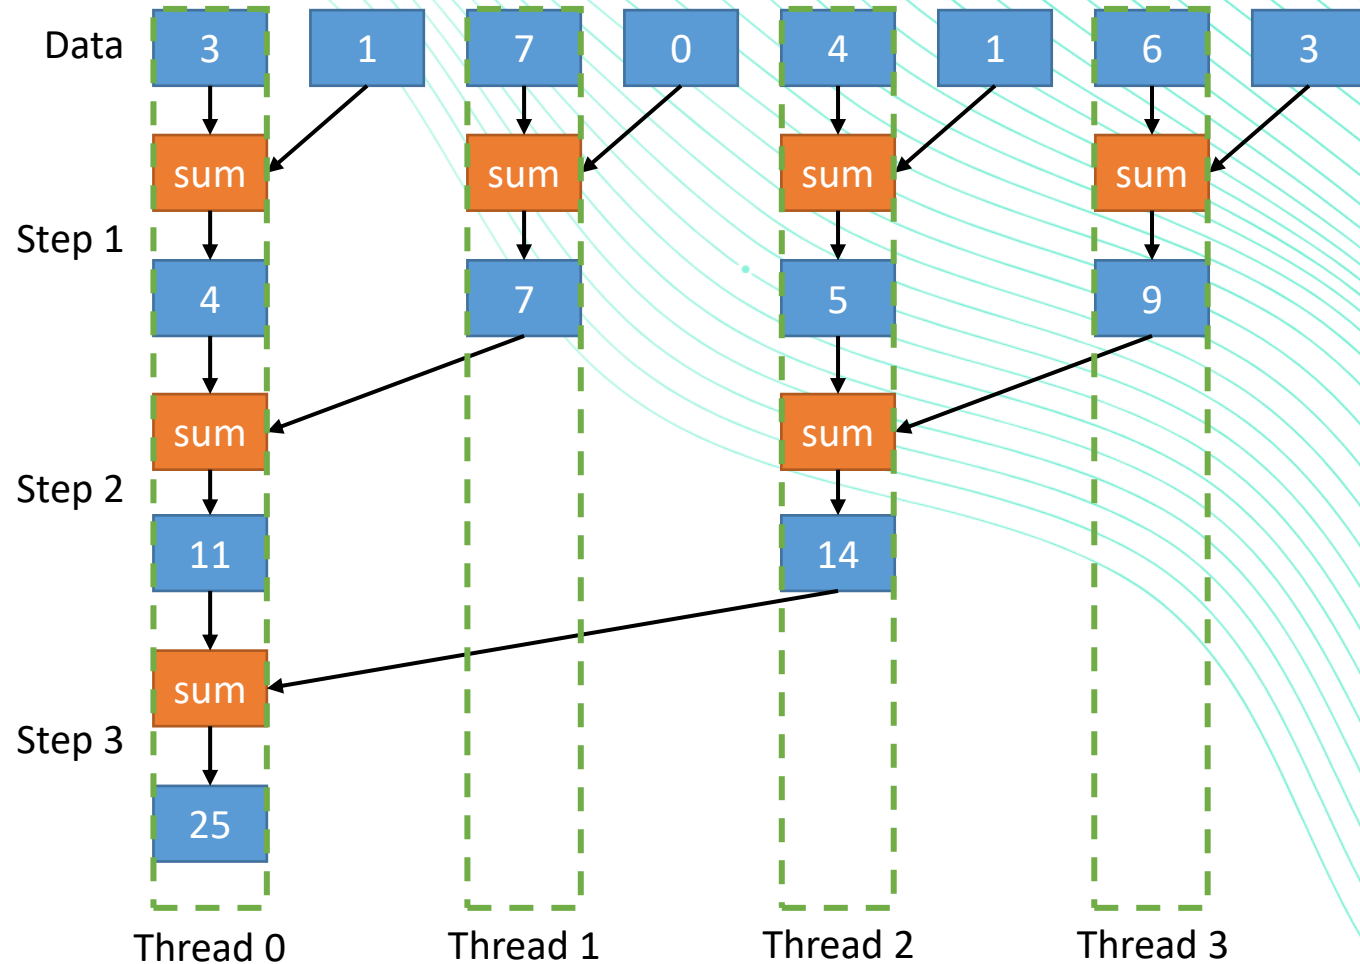 Data 3 1 7 0 4 1 6 3
sum sum sum sum
Step 1
4 7 5 9
sum sum
Step 2
11 14
sum
Step 3
25
Thread 0 Thread 1 Thread 2 Thread 3